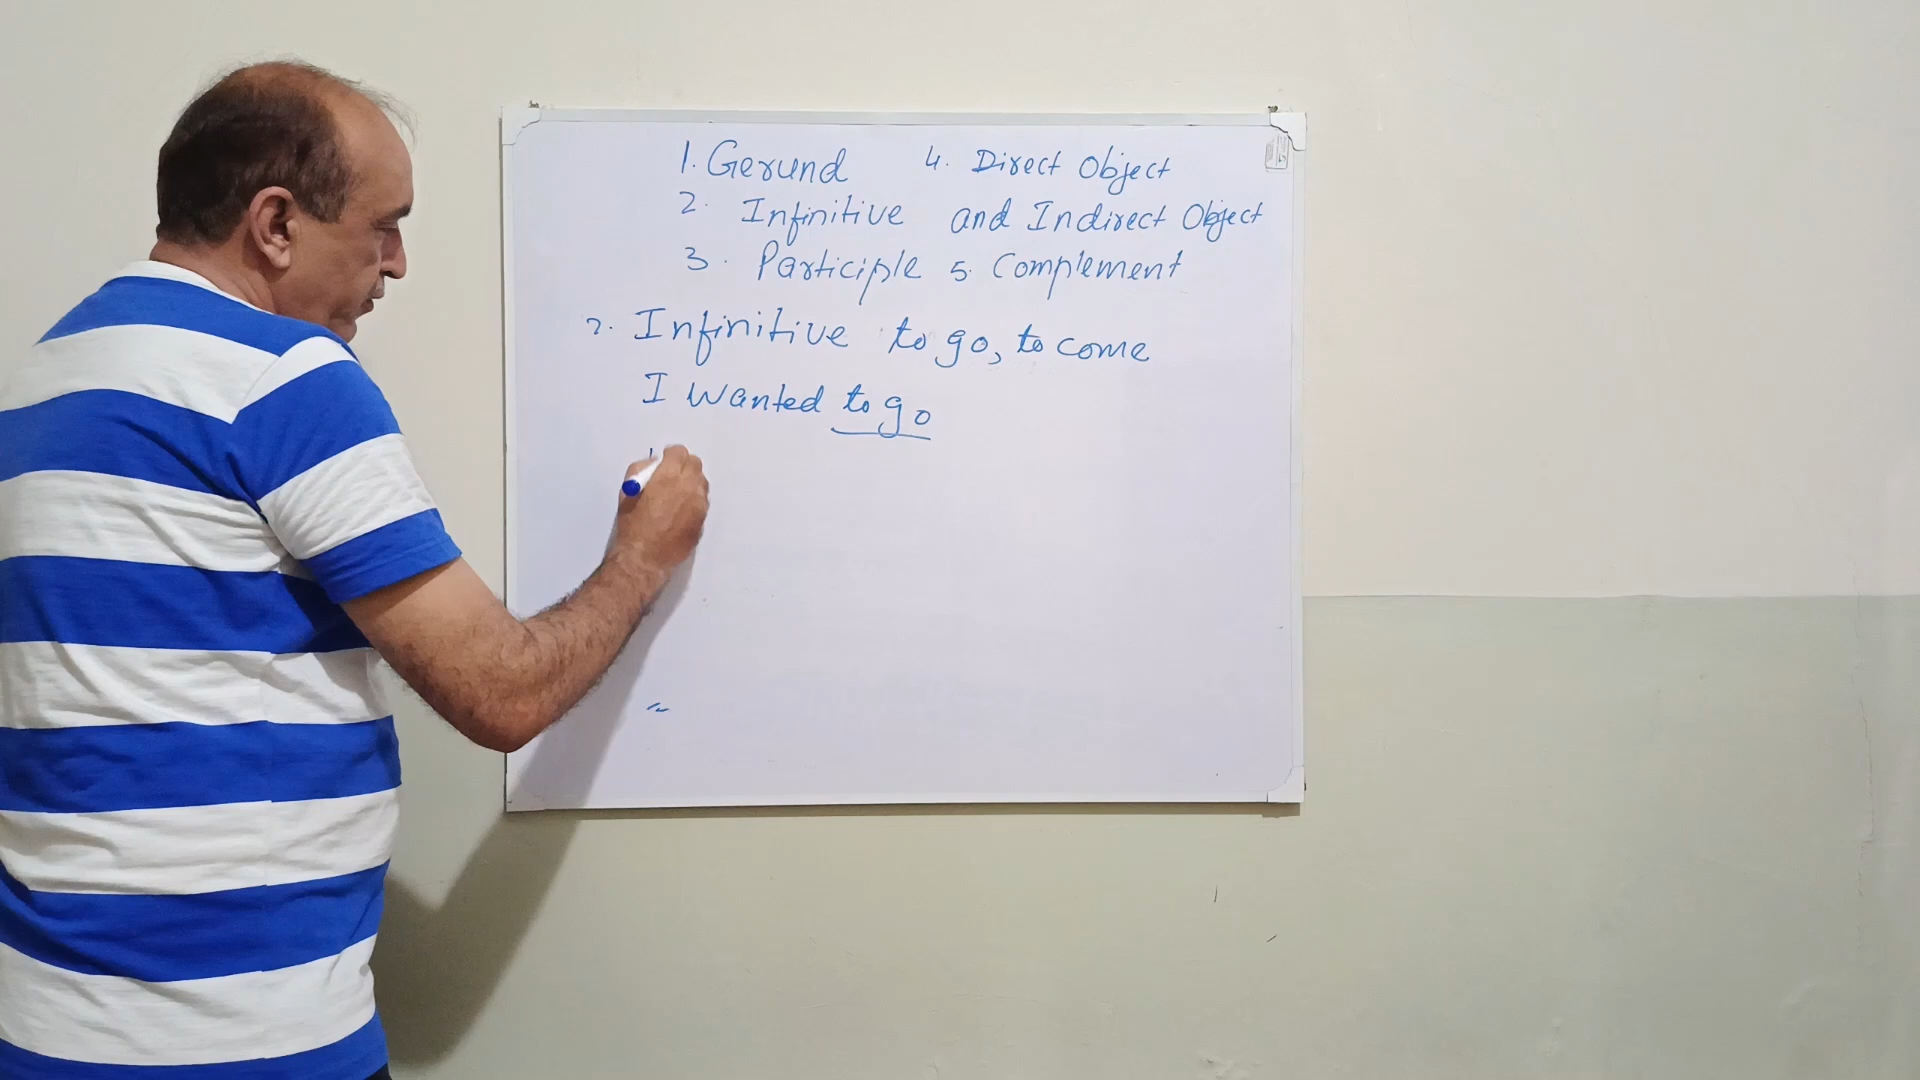 1. Gerund 4. Direct Object
2. Infinitive and Indirect Object
3. Participle 5. Complement
2. Infinitive to go, to come
I wanted to go